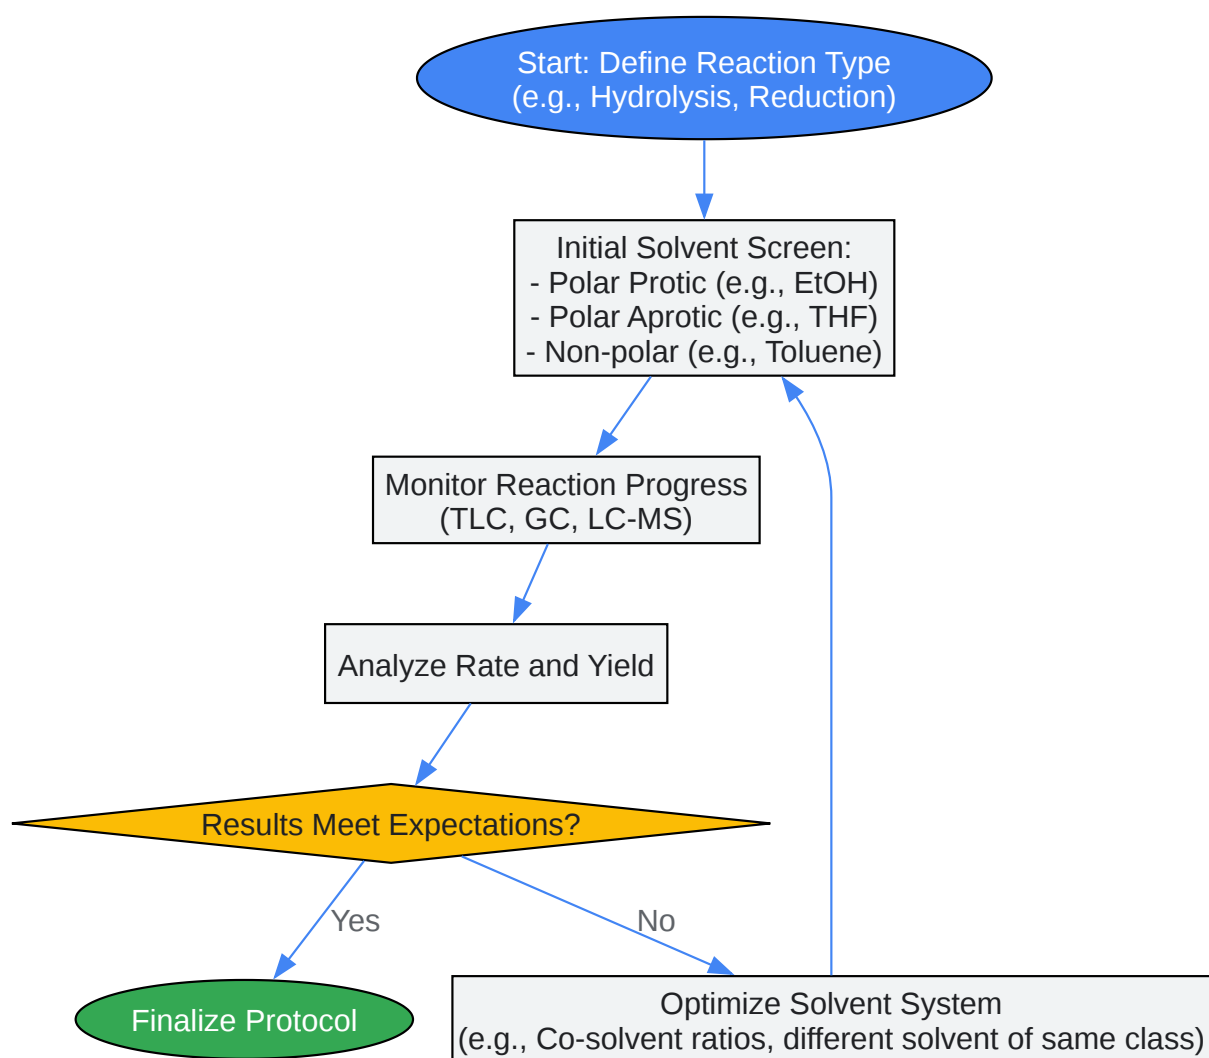 Start: Define Reaction Type
(e.g., Hydrolysis, Reduction)
Initial Solvent Screen:
- Polar Protic (e.g., EtOH)
- Polar Aprotic (e.g., THF)
- Non-polar (e.g., Toluene)
Monitor Reaction Progress
(TLC, GC, LC-MS)
Analyze Rate and Yield
Results Meet Expectations?
Yes
No
Finalize Protocol
Optimize Solvent System
(e.g., Co-solvent ratios, different solvent of same class)